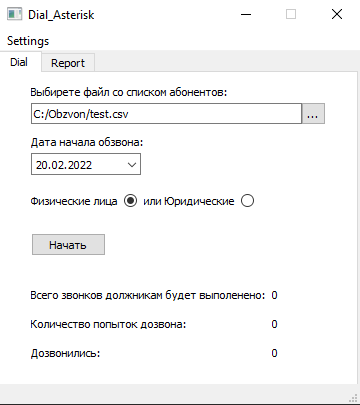 Dial_Asterisk
Settings
Dial Report
Выбирете файл со списком абонентов:
C:/Obzvon/test.csv ...
Дата начала обзвона:
20.02.2022
Физические лица или Юридические
Начать
Всего звонков должникам будет выполенено: 0
Количество попыток дозвона: 0
Дозвонились: 0